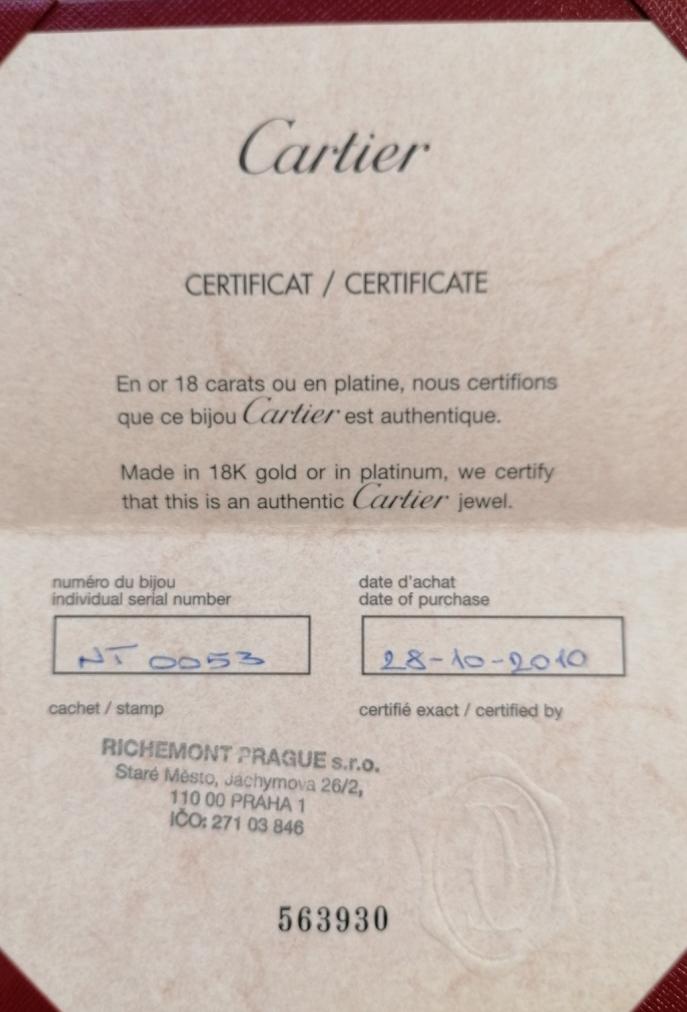 Cartier
CERTIFICAT / CERTIFICATE
En or 18 carats ou en platine, nous certifions
que ce bijou Cartier est authentique.
Made in 18K gold or in platinum, we certify
that this is an authentic Cartier jewel.
numéro du bijou
individual serial number
NT 0053
date d'achat
date of purchase
28-10-2010
cachet / stamp
certifié exact / certified by
RICHEMONT PRAGUE s.r.o.
Staré Město, Jáchymova 26/2,
110 00 PRAHA 1
IČO: 271 03 846
563930